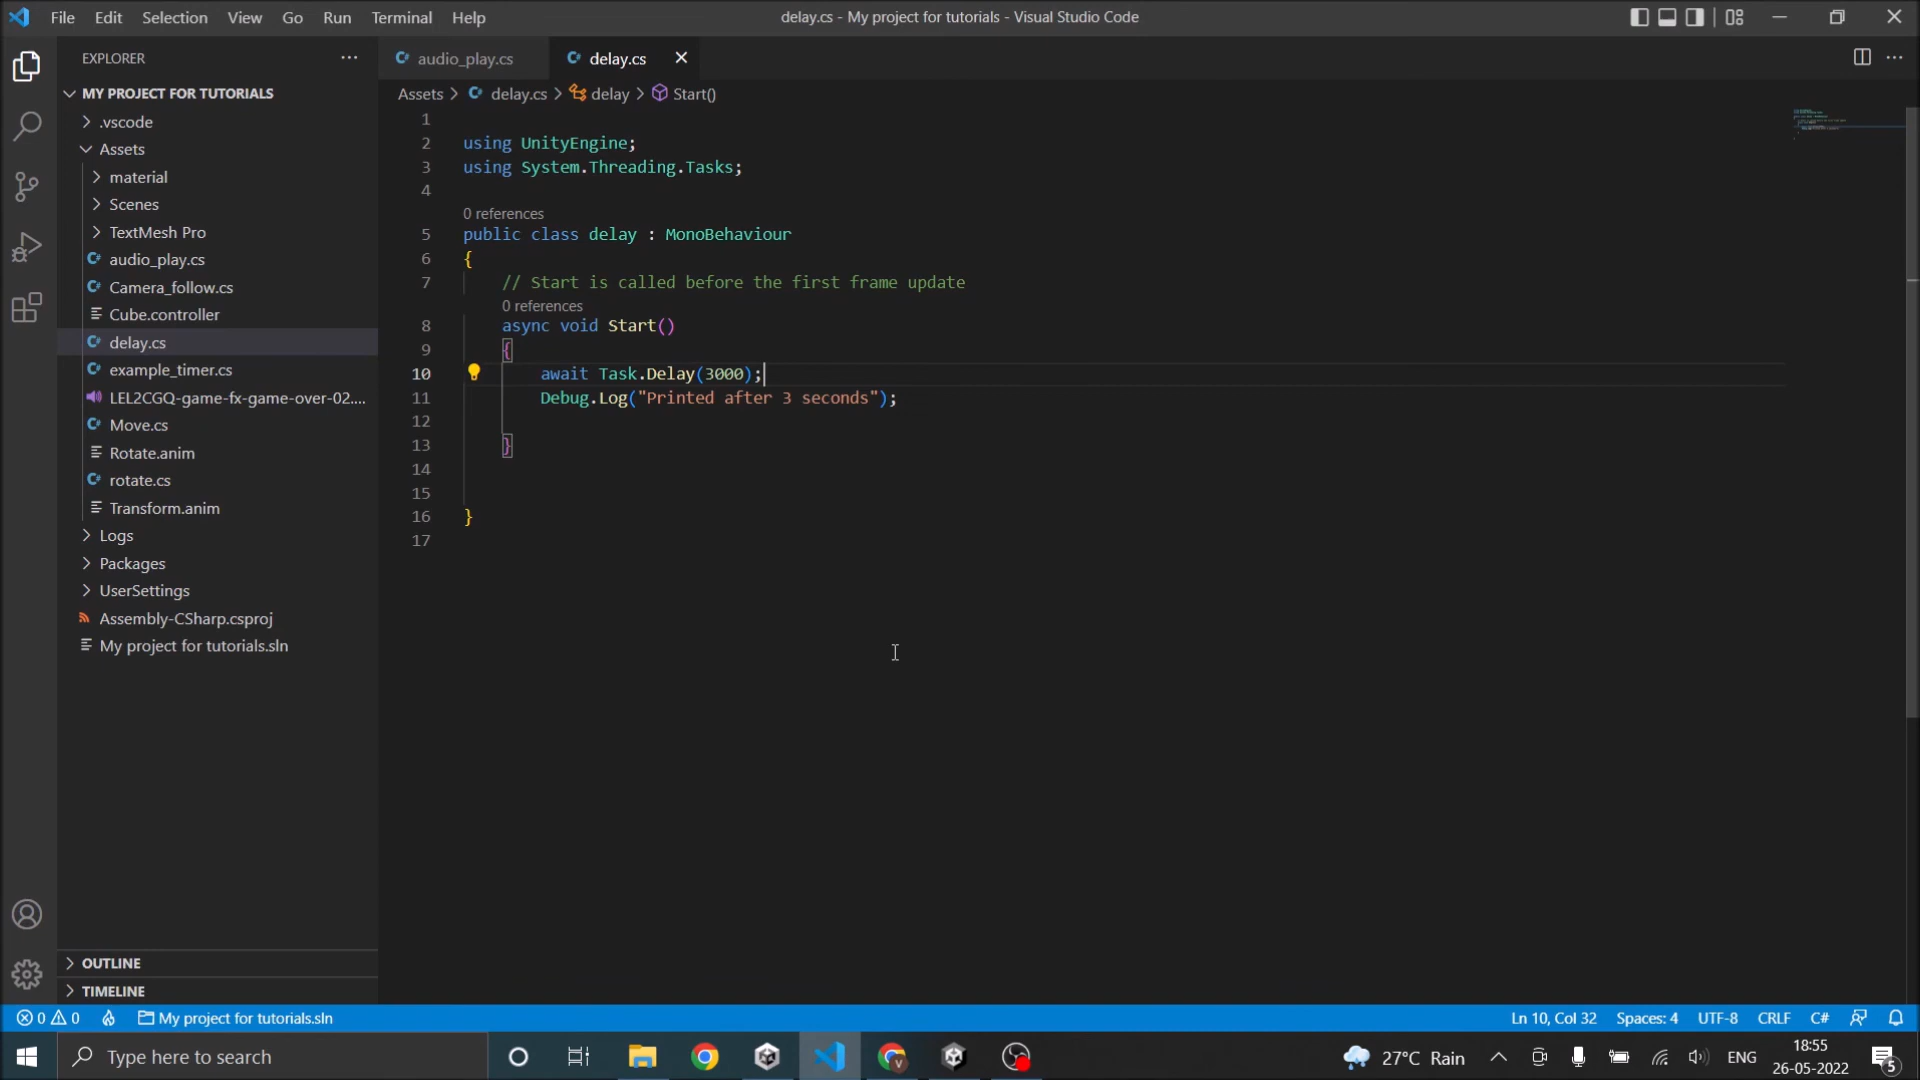 File Edit Selection View Go Run Terminal Help
delay.cs - My project for tutorials - Visual Studio Code
EXPLORER
MY PROJECT FOR TUTORIALS
.vscode
Assets
material
Scenes
TextMesh Pro
audio_play.cs
Camera_follow.cs
Cube.controller
delay.cs
example_timer.cs
LEL2CGQ-game-fx-game-over-02....
Move.cs
Rotate.anim
rotate.cs
Transform.anim
Logs
Packages
UserSettings
Assembly-CSharp.csproj
My project for tutorials.sln
OUTLINE
TIMELINE
audio_play.cs delay.cs
Assets > delay.cs > delay > Start()
1
2 using UnityEngine;
3 using System.Threading.Tasks;
4
0 references
5 public class delay : MonoBehaviour
6 {
7 // Start is called before the first frame update
0 references
8 async void Start()
9 {
10 await Task.Delay(3000);
11 Debug.Log("Printed after 3 seconds");
12
13 }
14
15
16 }
17
0 0 My project for tutorials.sln
Ln 10, Col 32 Spaces: 4 UTF-8 CRLF C#
Type here to search
27°C Rain
ENG
18:55
26-05-2022
5